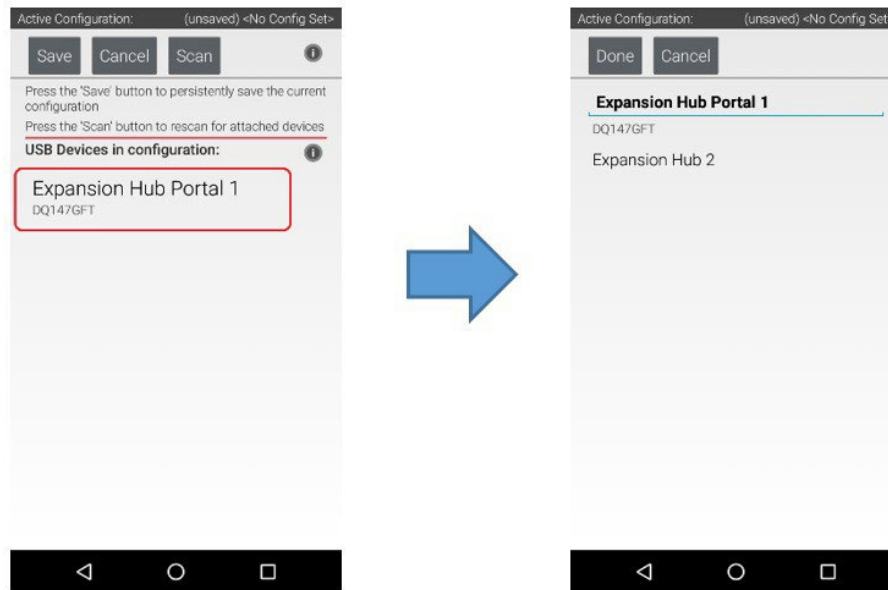 Active Configuration: (unsaved) <No Config Set>
Save Cancel Scan
Press the 'Save' button to persistently save the current
configuration
Press the 'Scan' button to rescan for attached devices
USB Devices in configuration:
Expansion Hub Portal 1
DQ147GFT
Active Configuration: (unsaved) <No Config Set
Done Cancel
Expansion Hub Portal 1
DQ147GFT
Expansion Hub 2